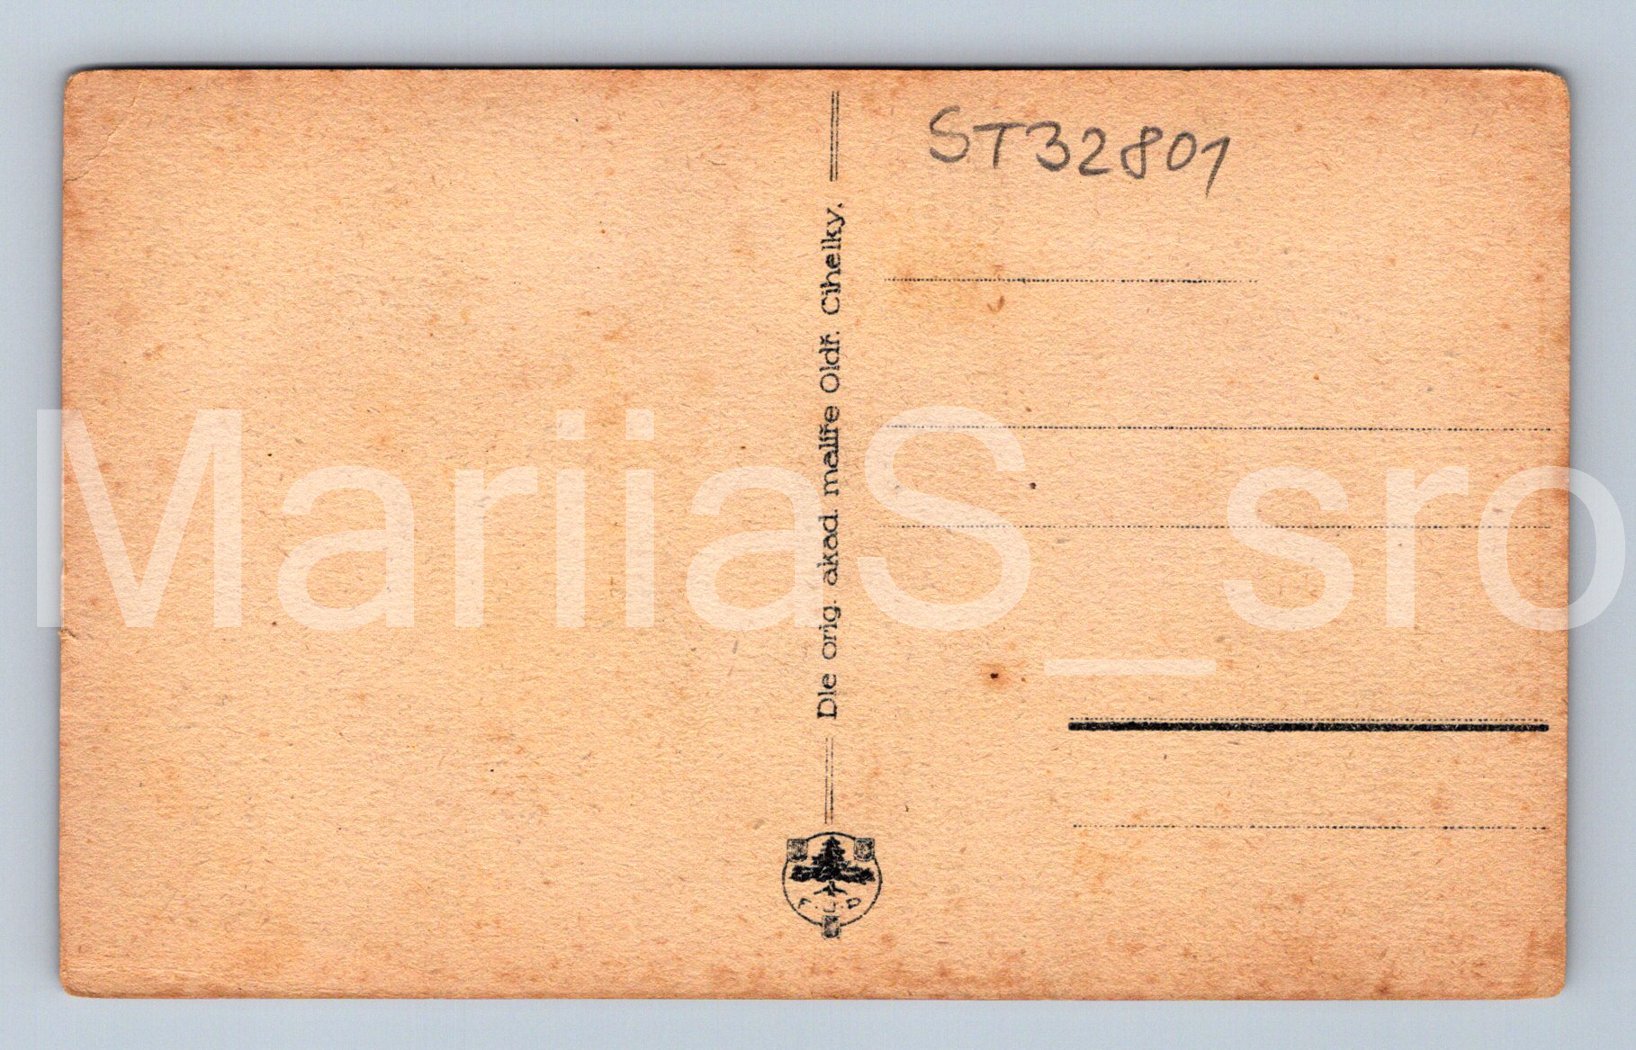 ST32801
Dle orig. akad. malíře Oldř. Cihelky.
MariiaS_sro
F. L. D